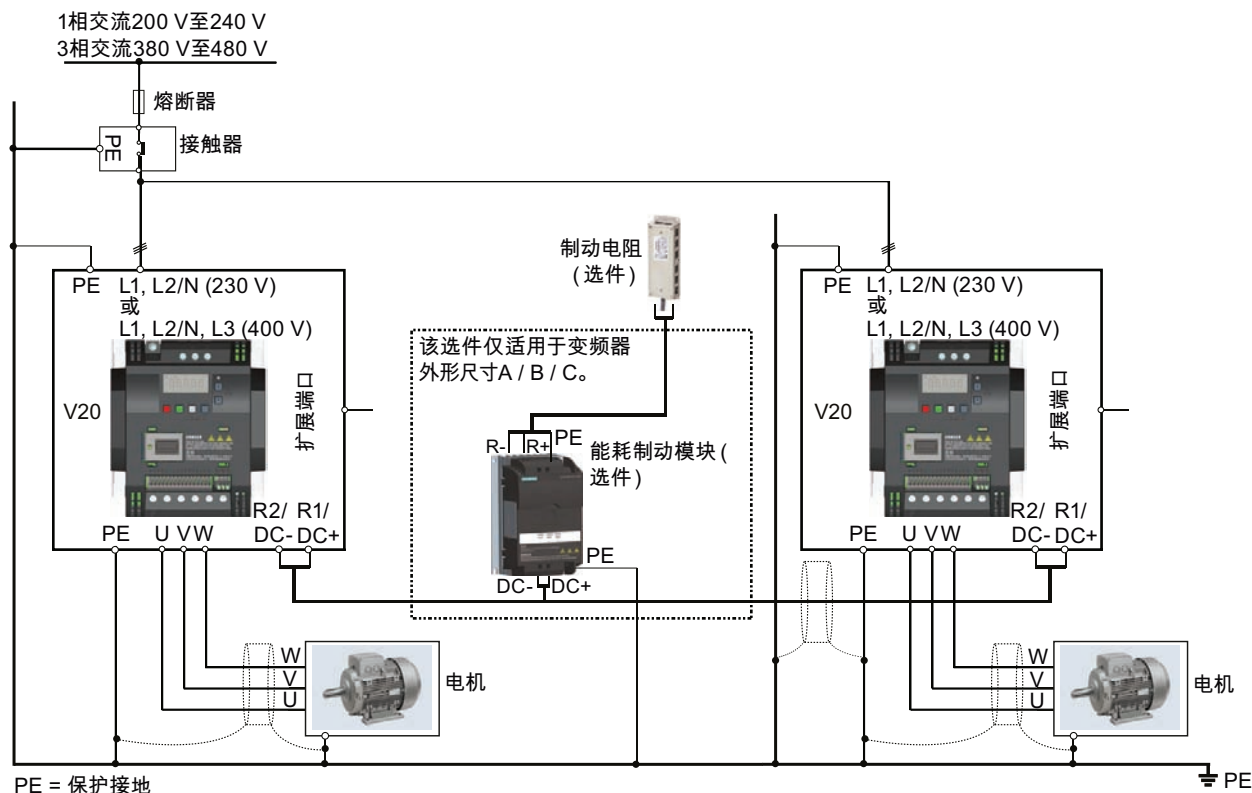 1相交流200 V至240 V
3相交流380 V至480 V
熔断器
PE
接触器
制动电阻
(选件)
PE
L1, L2/N (230 V)
或
L1, L2/N, L3 (400 V)
V20
扩展端口
PE
U V W
R2/
DC-
R1/
DC+
该选件仅适用于变频器
外形尺寸A / B / C。
R-
R+
PE
能耗制动模块(
选件)
PE
DC-
DC+
PE
L1, L2/N (230 V)
或
L1, L2/N, L3 (400 V)
V20
扩展端口
PE
U V W
R2/
DC-
R1/
DC+
W
V
U
电机
W
V
U
电机
PE = 保护接地
PE